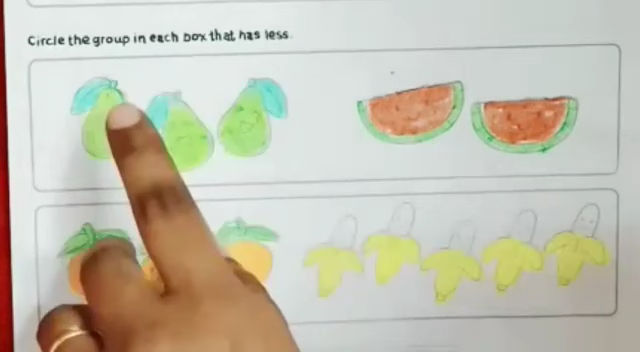 Circle the group in each box that has less.